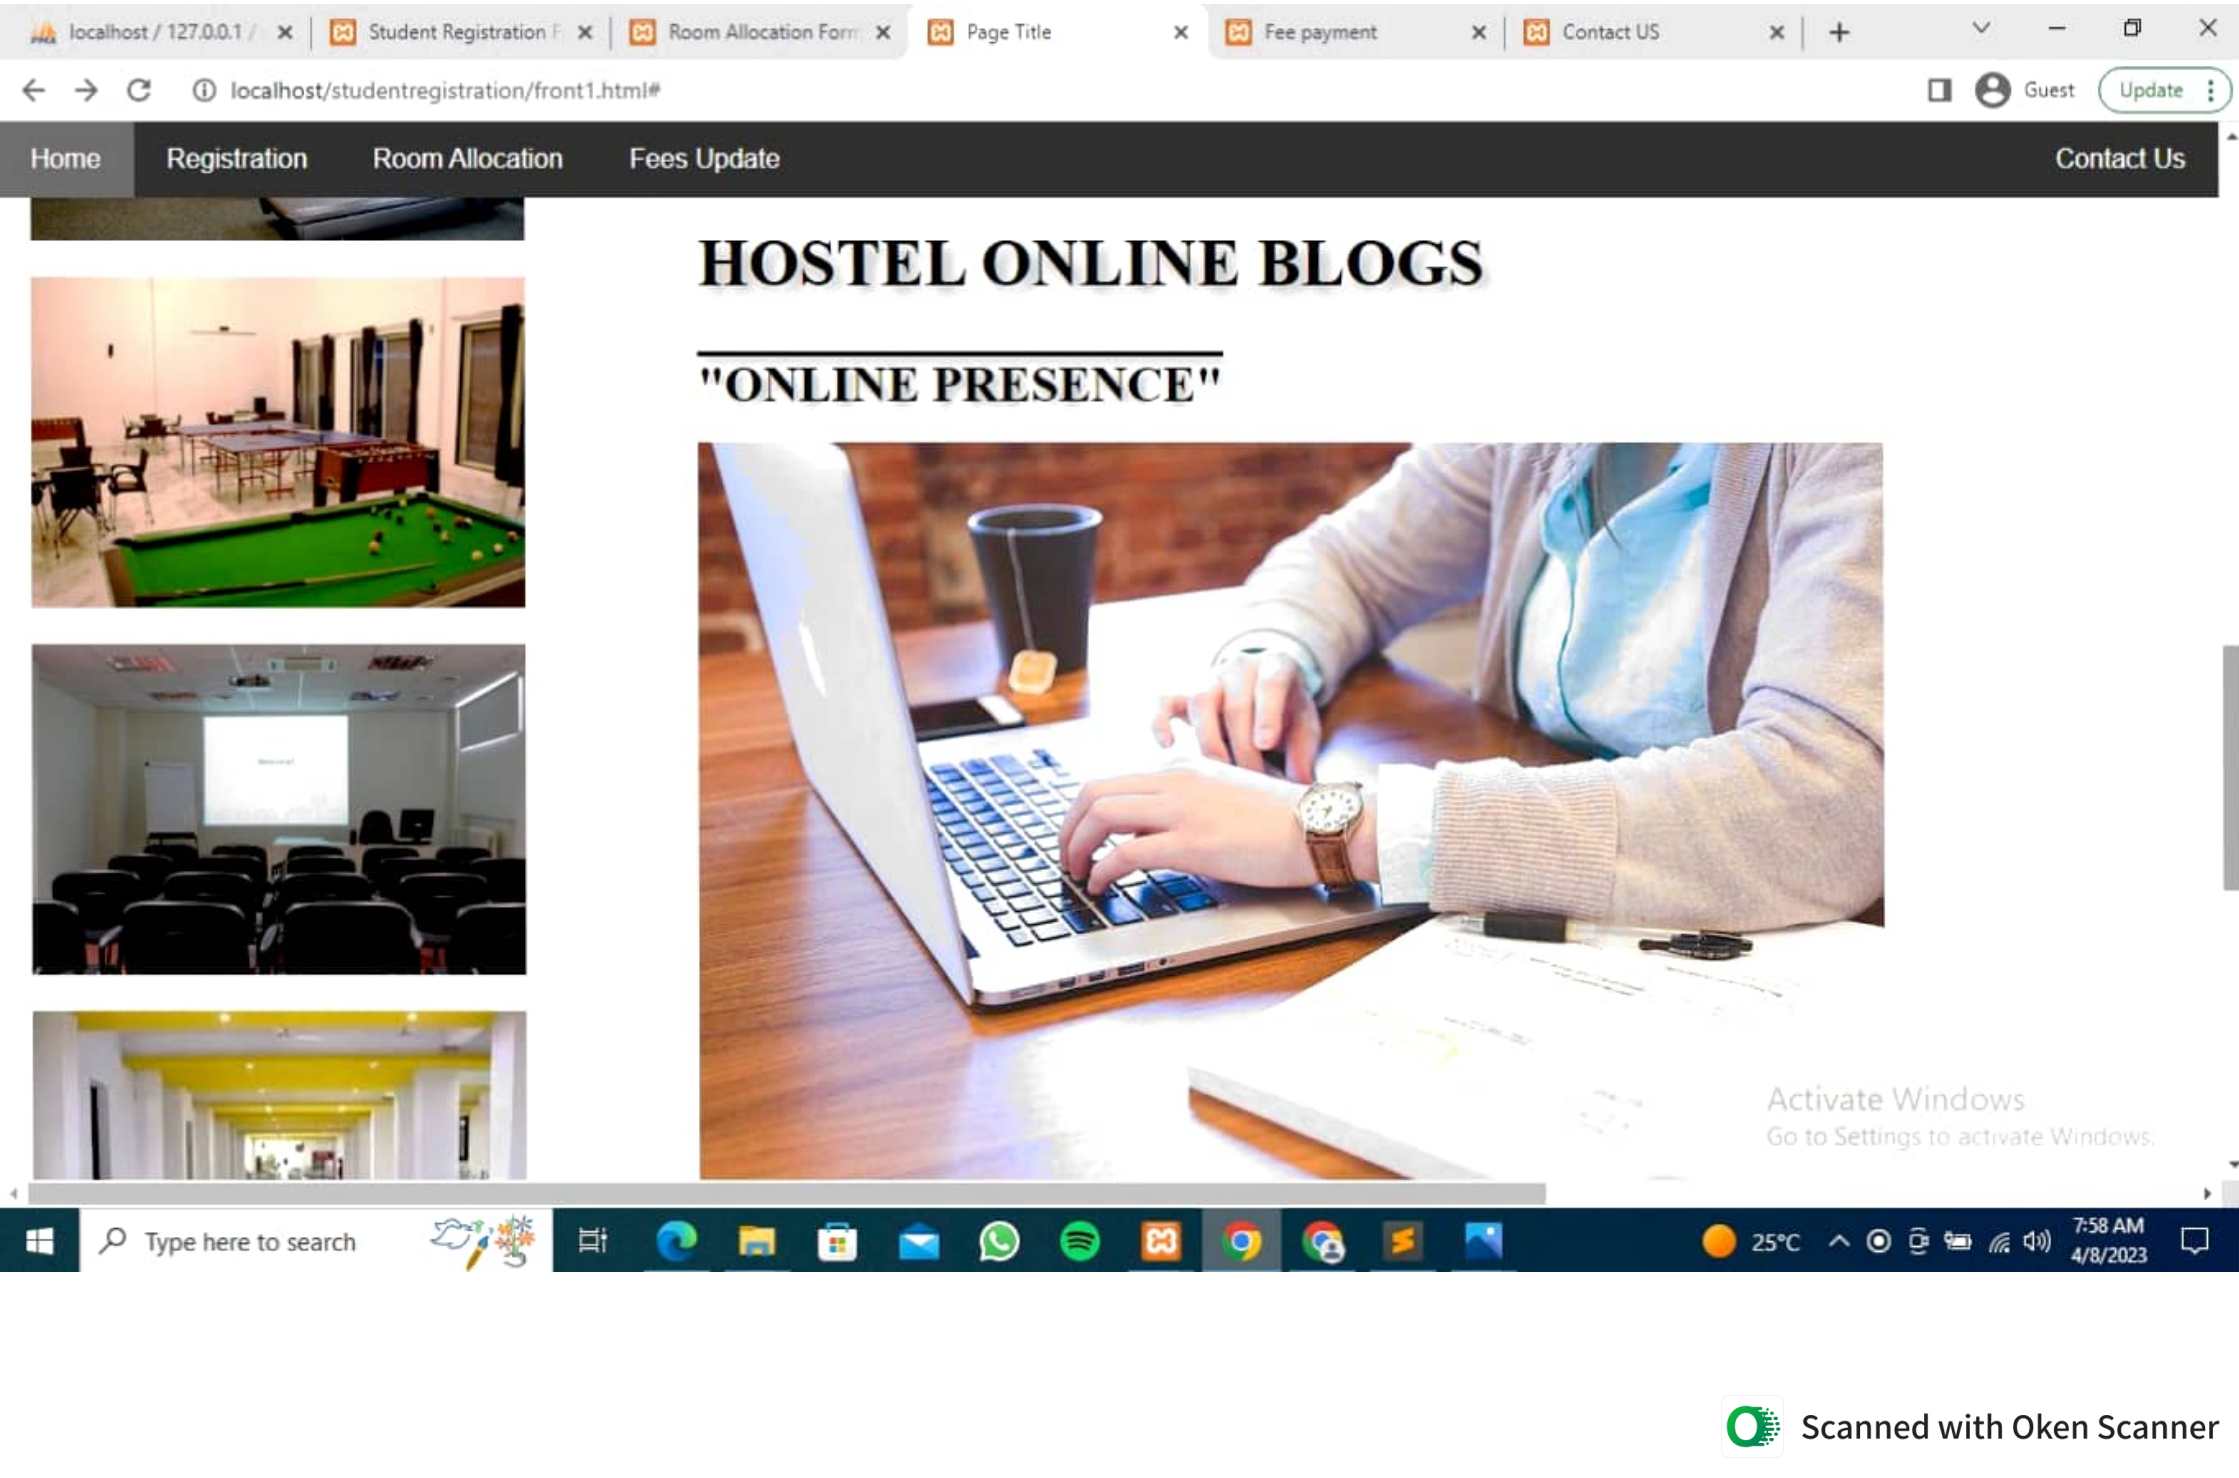 localhost / 127.0.0.1 /
Student Registration F
Room Allocation Form
Page Title
Fee payment
Contact US
localhost/studentregistration/front1.html#
Guest
Update
Home
Registration
Room Allocation
Fees Update
Contact Us
HOSTEL ONLINE BLOGS
"ONLINE PRESENCE"
Activate Windows
Go to Settings to activate Windows.
Type here to search
25°C
7:58 AM
4/8/2023
Scanned with Oken Scanner